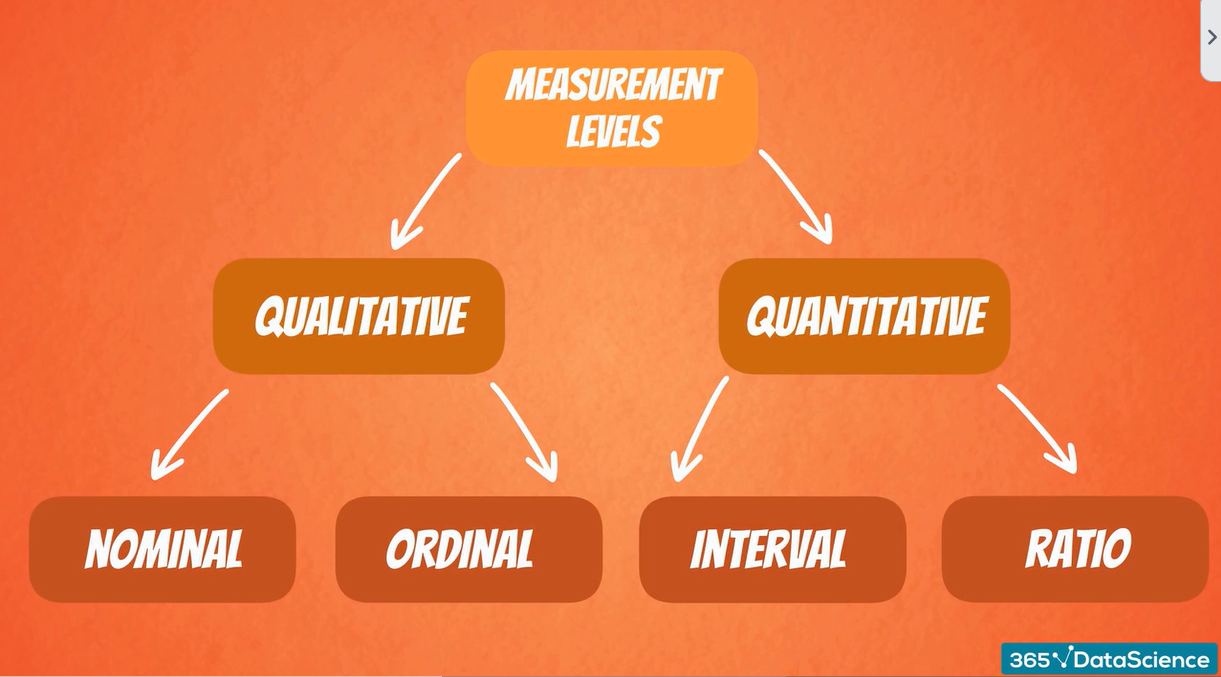 MEASUREMENT
LEVELS
QUALITATIVE
QUANTITATIVE
NOMINAL
ORDINAL
INTERVAL
RATIO
365 DataScience